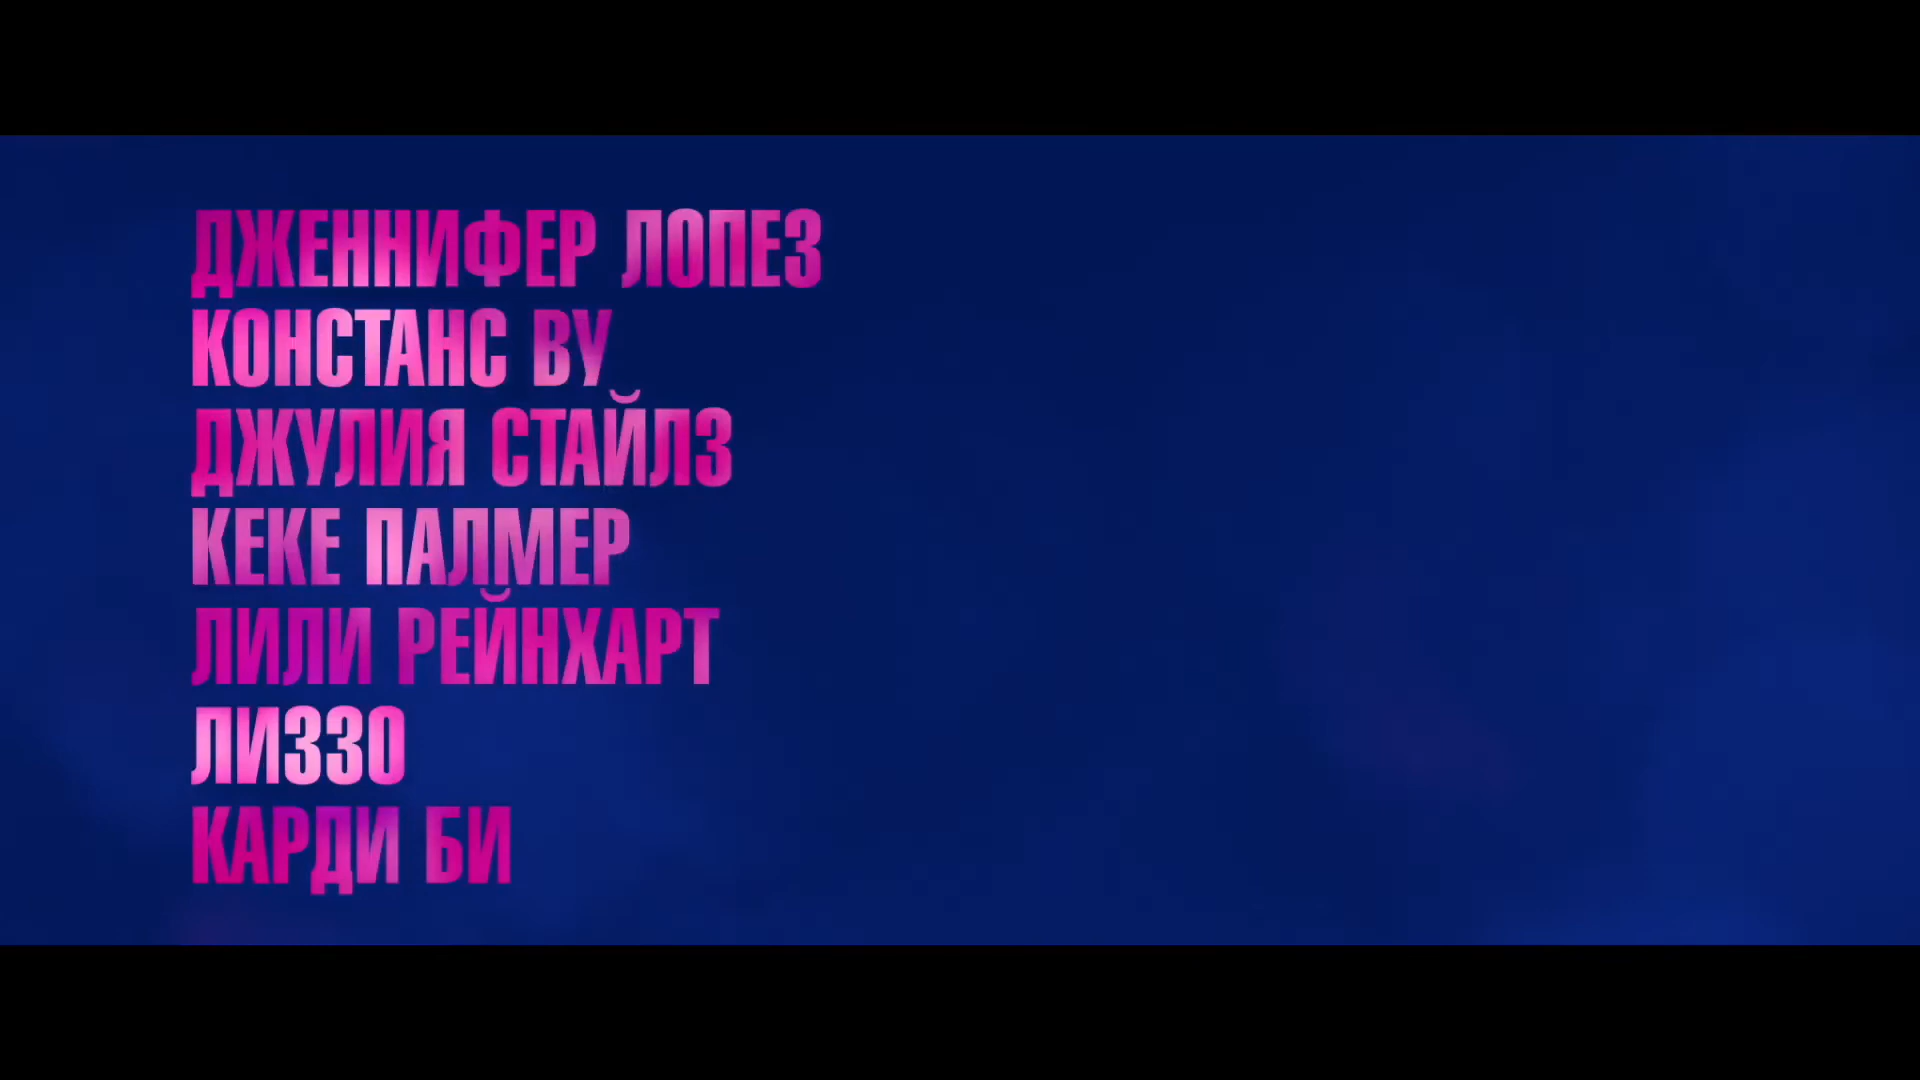 ДЖЕННИФЕР ЛОПЕЗ
КОНСТАНС ВУ
ДЖУЛИЯ СТАЙЛЗ
КЕКЕ ПАЛМЕР
ЛИЛИ РЕЙНХАРТ
ЛИЗЗО
КАРДИ БИ